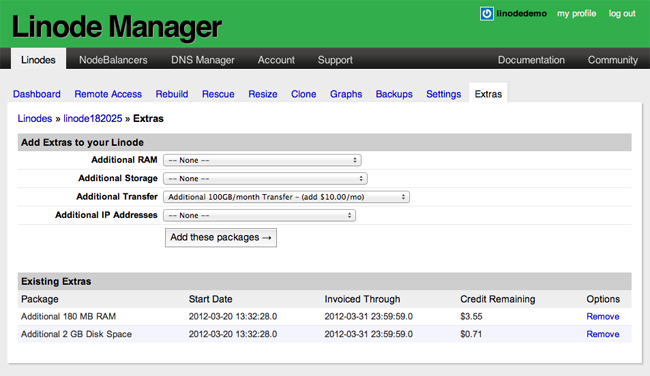 Linode Manager
linodedemo my profile log out
Linodes NodeBalancers DNS Manager Account Support Documentation Community
Dashboard Remote Access Rebuild Rescue Resize Clone Graphs Backups Settings Extras
Linodes » linode182025 » Extras
Add Extras to your Linode
Additional RAM -- None --
Additional Storage -- None --
Additional Transfer Additional 100GB/month Transfer - (add $10.00/mo)
Additional IP Addresses -- None --
Add these packages →
Existing Extras
Package Start Date Invoiced Through Credit Remaining Options
Additional 180 MB RAM 2012-03-20 13:32:28.0 2012-03-31 23:59:59.0 $3.55 Remove
Additional 2 GB Disk Space 2012-03-20 13:32:28.0 2012-03-31 23:59:59.0 $0.71 Remove